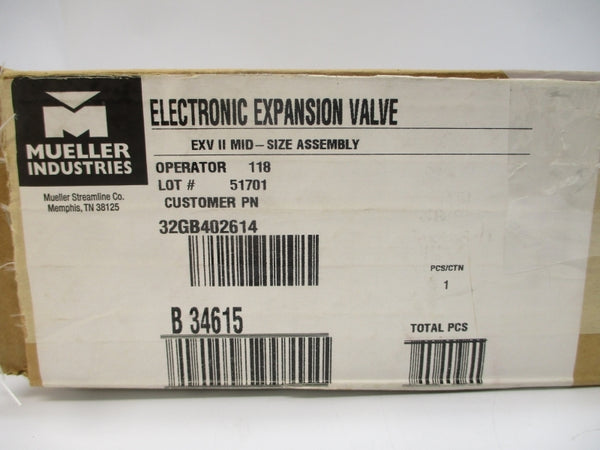 MUELLER
INDUSTRIES
Mueller Streamline Co.
Memphis, TN 38125
ELECTRONIC EXPANSION VALVE
EXV II MID-SIZE ASSEMBLY
OPERATOR 118
LOT # 51701
CUSTOMER PN
32GB402614
PCS/CTN
1
B 34615
TOTAL PCS